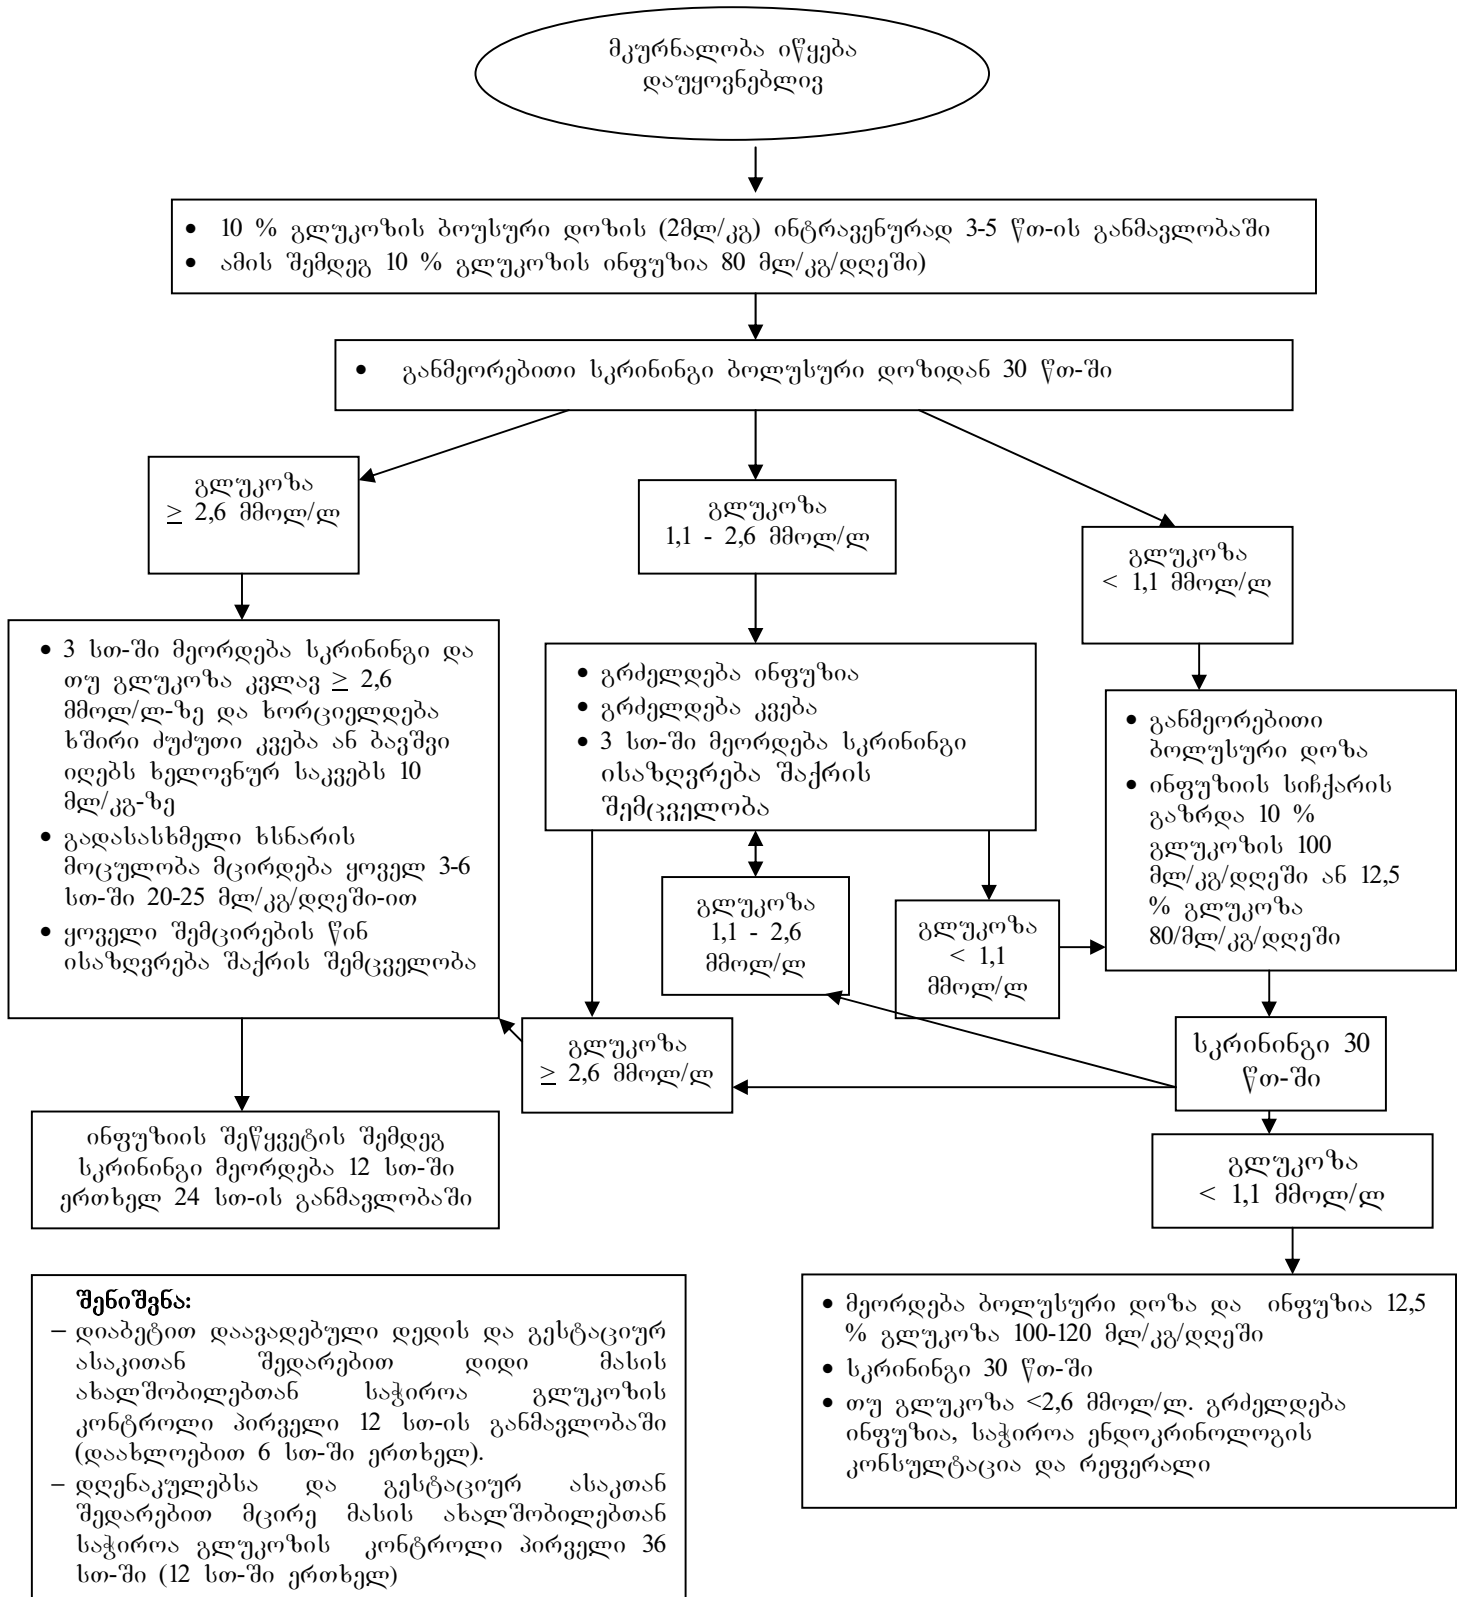 მკურნალობა იწყება
დაუყოვნებლივ
• 10 % გლუკოზის ბოუსური დოზის (2მლ/კგ) ინტრავენურად 3-5 წთ-ის განმავლობაში
• ამის შემდეგ 10 % გლუკოზის ინფუზია 80 მლ/კგ/დღეში)
• განმეორებითი სკრინინგი ბოლუსური დოზიდან 30 წთ-ში
გლუკოზა
≥ 2,6 მმოლ/ლ
გლუკოზა
1,1 - 2,6 მმოლ/ლ
გლუკოზა
< 1,1 მმოლ/ლ
• 3 სთ-ში მეორდება სკრინინგი და
თუ გლუკოზა კვლავ ≥ 2,6
მმოლ/ლ-ზე და ხორციელდება
ხშირი ძუძუთი კვება ან ბავშვი
იღებს ხელოვნურ საკვებს 10
მლ/კგ-ზე
• გადასასხმელი ხსნარის
მოცულობა მცირდება ყოველ 3-6
სთ-ში 20-25 მლ/კგ/დღეში-ით
• ყოველი შემცირების წინ
ისაზღვრება შაქრის შემცველობა
• გრძელდება ინფუზია
• გრძელდება კვება
• 3 სთ-ში მეორდება სკრინინგი
ისაზღვრება შაქრის
შემცველობა
• განმეორებითი
ბოლუსური დოზა
• ინფუზიის სიჩქარის
გაზრდა 10 %
გლუკოზის 100
მლ/კგ/დღეში ან 12,5
% გლუკოზა
80/მლ/კგ/დღეში
გლუკოზა
1,1 - 2,6
მმოლ/ლ
გლუკოზა
< 1,1
მმოლ/ლ
გლუკოზა
≥ 2,6 მმოლ/ლ
სკრინინგი 30
წთ-ში
ინფუზიის შეწყვეტის შემდეგ
სკრინინგი მეორდება 12 სთ-ში
ერთხელ 24 სთ-ის განმავლობაში
გლუკოზა
< 1,1 მმოლ/ლ
შენიშვნა:
– დიაბეტით დაავადებული დედის და გესტაციურ
ასაკითან შედარებით დიდი მასის
ახალშობილებთან საჭიროა გლუკოზის
კონტროლი პირველი 12 სთ-ის განმავლობაში
(დაახლოებით 6 სთ-ში ერთხელ).
– დღენაკულებსა და გესტაციურ ასაკთან
შედარებით მცირე მასის ახალშობილებთან
საჭიროა გლუკოზის კონტროლი პირველი 36
სთ-ში (12 სთ-ში ერთხელ)
• მეორდება ბოლუსური დოზა და ინფუზია 12,5
% გლუკოზა 100-120 მლ/კგ/დღეში
• სკრინინგი 30 წთ-ში
• თუ გლუკოზა <2,6 მმოლ/ლ. გრძელდება
ინფუზია, საჭიროა ენდოკრინოლოგის
კონსულტაცია და რეფერალი